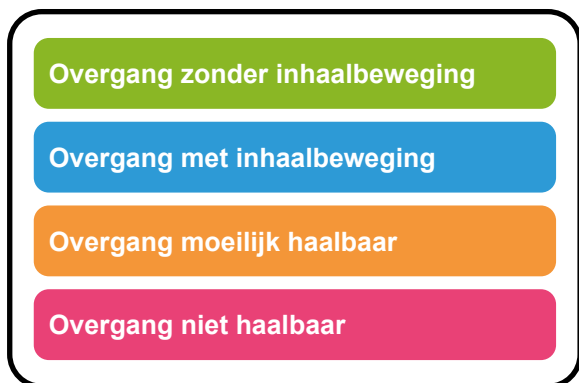 Overgang zonder inhaalbeweging
Overgang met inhaalbeweging
Overgang moeilijk haalbaar
Overgang niet haalbaar